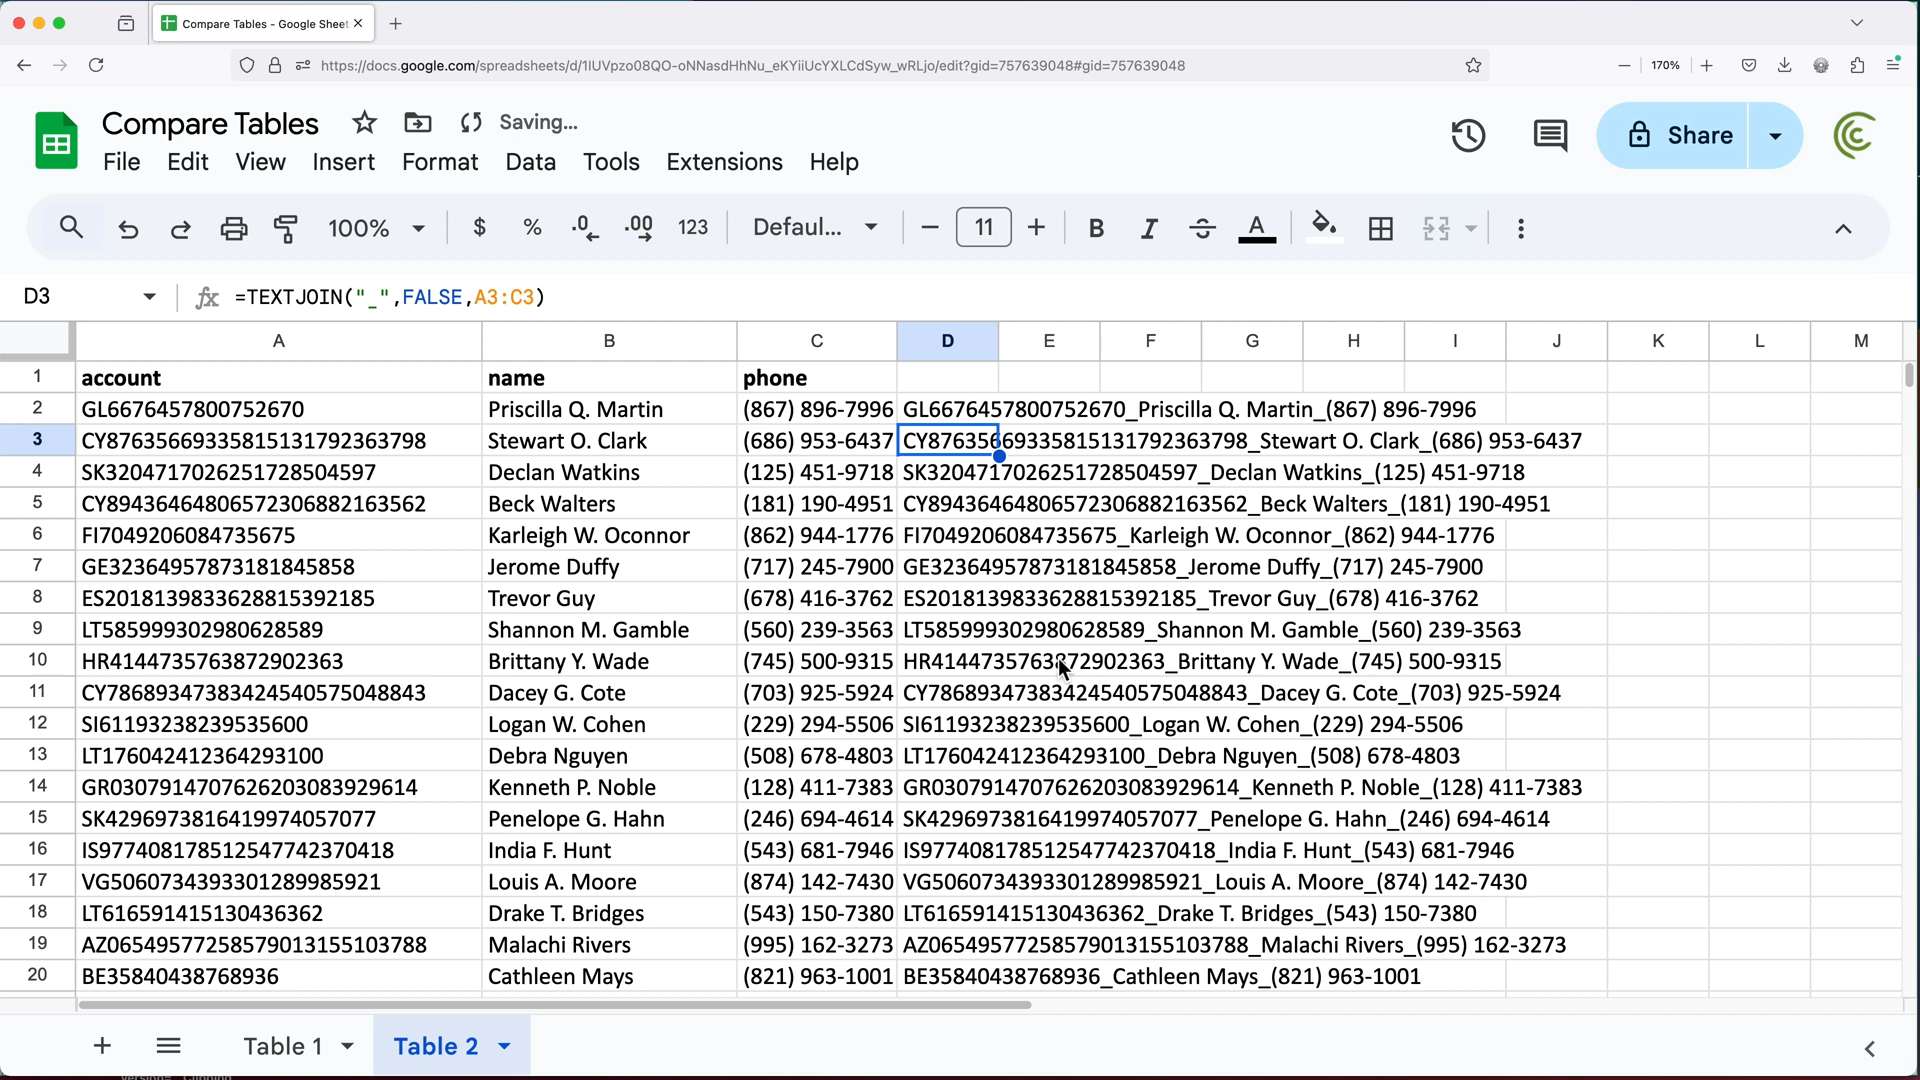 Compare Tables - Google Sheet
https://docs.google.com/spreadsheets/d/1IUVpzo08QO-oNNasdHhNu_eKYiiUcYXLCdSyw_wRLjo/edit?gid=757639048#gid=757639048
170%
Compare Tables Saving...
File Edit View Insert Format Data Tools Extensions Help
Share
100% $ % .0 .00 123 Defaul... 11 B I S A
D3 fx =TEXTJOIN("_",FALSE,A3:C3)
A B C D E F G H I J K L M
1 account name phone
2 GL6676457800752670 Priscilla Q. Martin (867) 896-7996 GL6676457800752670_Priscilla Q. Martin_(867) 896-7996
3 CY87635669335815131792363798 Stewart O. Clark (686) 953-6437 CY87635669335815131792363798_Stewart O. Clark_(686) 953-6437
4 SK3204717026251728504597 Declan Watkins (125) 451-9718 SK3204717026251728504597_Declan Watkins_(125) 451-9718
5 CY89436464806572306882163562 Beck Walters (181) 190-4951 CY89436464806572306882163562_Beck Walters_(181) 190-4951
6 FI7049206084735675 Karleigh W. Oconnor (862) 944-1776 FI7049206084735675_Karleigh W. Oconnor_(862) 944-1776
7 GE32364957873181845858 Jerome Duffy (717) 245-7900 GE32364957873181845858_Jerome Duffy_(717) 245-7900
8 ES2018139833628815392185 Trevor Guy (678) 416-3762 ES2018139833628815392185_Trevor Guy_(678) 416-3762
9 LT585999302980628589 Shannon M. Gamble (560) 239-3563 LT585999302980628589_Shannon M. Gamble_(560) 239-3563
10 HR4144735763872902363 Brittany Y. Wade (745) 500-9315 HR4144735763872902363_Brittany Y. Wade_(745) 500-9315
11 CY78689347383424540575048843 Dacey G. Cote (703) 925-5924 CY78689347383424540575048843_Dacey G. Cote_(703) 925-5924
12 SI61193238239535600 Logan W. Cohen (229) 294-5506 SI61193238239535600_Logan W. Cohen_(229) 294-5506
13 LT176042412364293100 Debra Nguyen (508) 678-4803 LT176042412364293100_Debra Nguyen_(508) 678-4803
14 GR0307914707626203083929614 Kenneth P. Noble (128) 411-7383 GR0307914707626203083929614_Kenneth P. Noble_(128) 411-7383
15 SK4296973816419974057077 Penelope G. Hahn (246) 694-4614 SK4296973816419974057077_Penelope G. Hahn_(246) 694-4614
16 IS977408178512547742370418 India F. Hunt (543) 681-7946 IS977408178512547742370418_India F. Hunt_(543) 681-7946
17 VG5060734393301289985921 Louis A. Moore (874) 142-7430 VG5060734393301289985921_Louis A. Moore_(874) 142-7430
18 LT616591415130436362 Drake T. Bridges (543) 150-7380 LT616591415130436362_Drake T. Bridges_(543) 150-7380
19 AZ06549577258579013155103788 Malachi Rivers (995) 162-3273 AZ06549577258579013155103788_Malachi Rivers_(995) 162-3273
20 BE35840438768936 Cathleen Mays (821) 963-1001 BE35840438768936_Cathleen Mays_(821) 963-1001
Table 1 Table 2